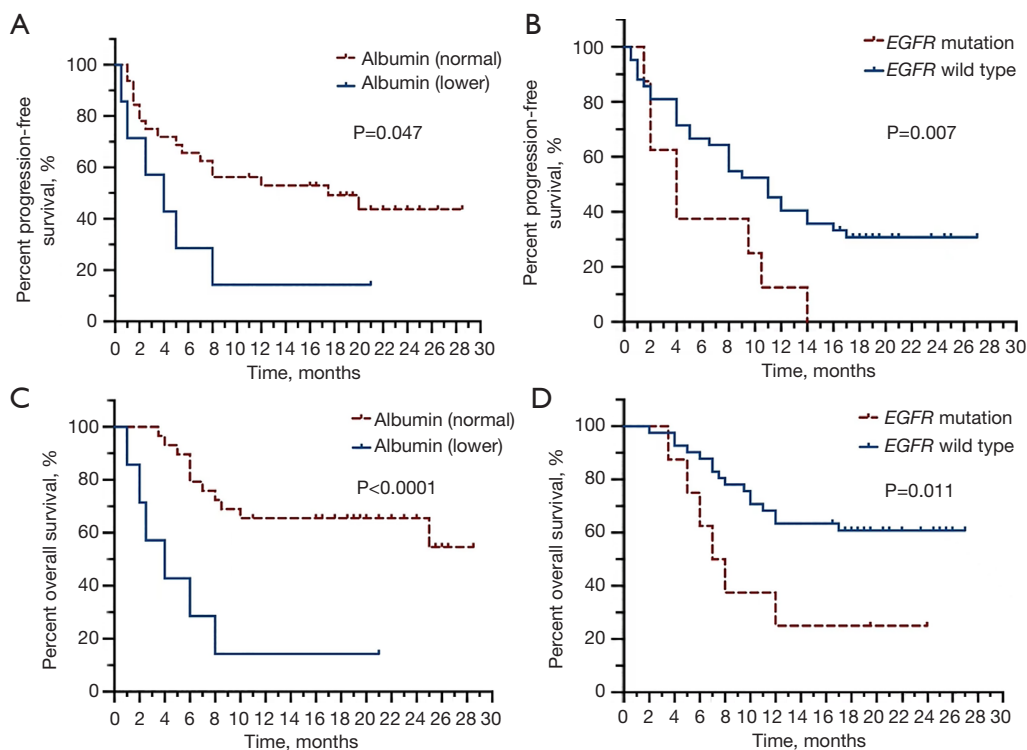 A
Albumin (normal)
Albumin (lower)
P=0.047
Percent progression-free
survival, %
100
80
60
40
20
0
0 2 4 6 8 10 12 14 16 18 20 22 24 26 28 30
Time, months
B
EGFR mutation
EGFR wild type
P=0.007
Percent progression-free
survival, %
100
80
60
40
20
0
0 2 4 6 8 10 12 14 16 18 20 22 24 26 28 30
Time, months
C
Albumin (normal)
Albumin (lower)
P<0.0001
Percent overall survival, %
100
80
60
40
20
0
0 2 4 6 8 10 12 14 16 18 20 22 24 26 28 30
Time, months
D
EGFR mutation
EGFR wild type
P=0.011
Percent overall survival, %
100
80
60
40
20
0
0 2 4 6 8 10 12 14 16 18 20 22 24 26 28 30
Time, months